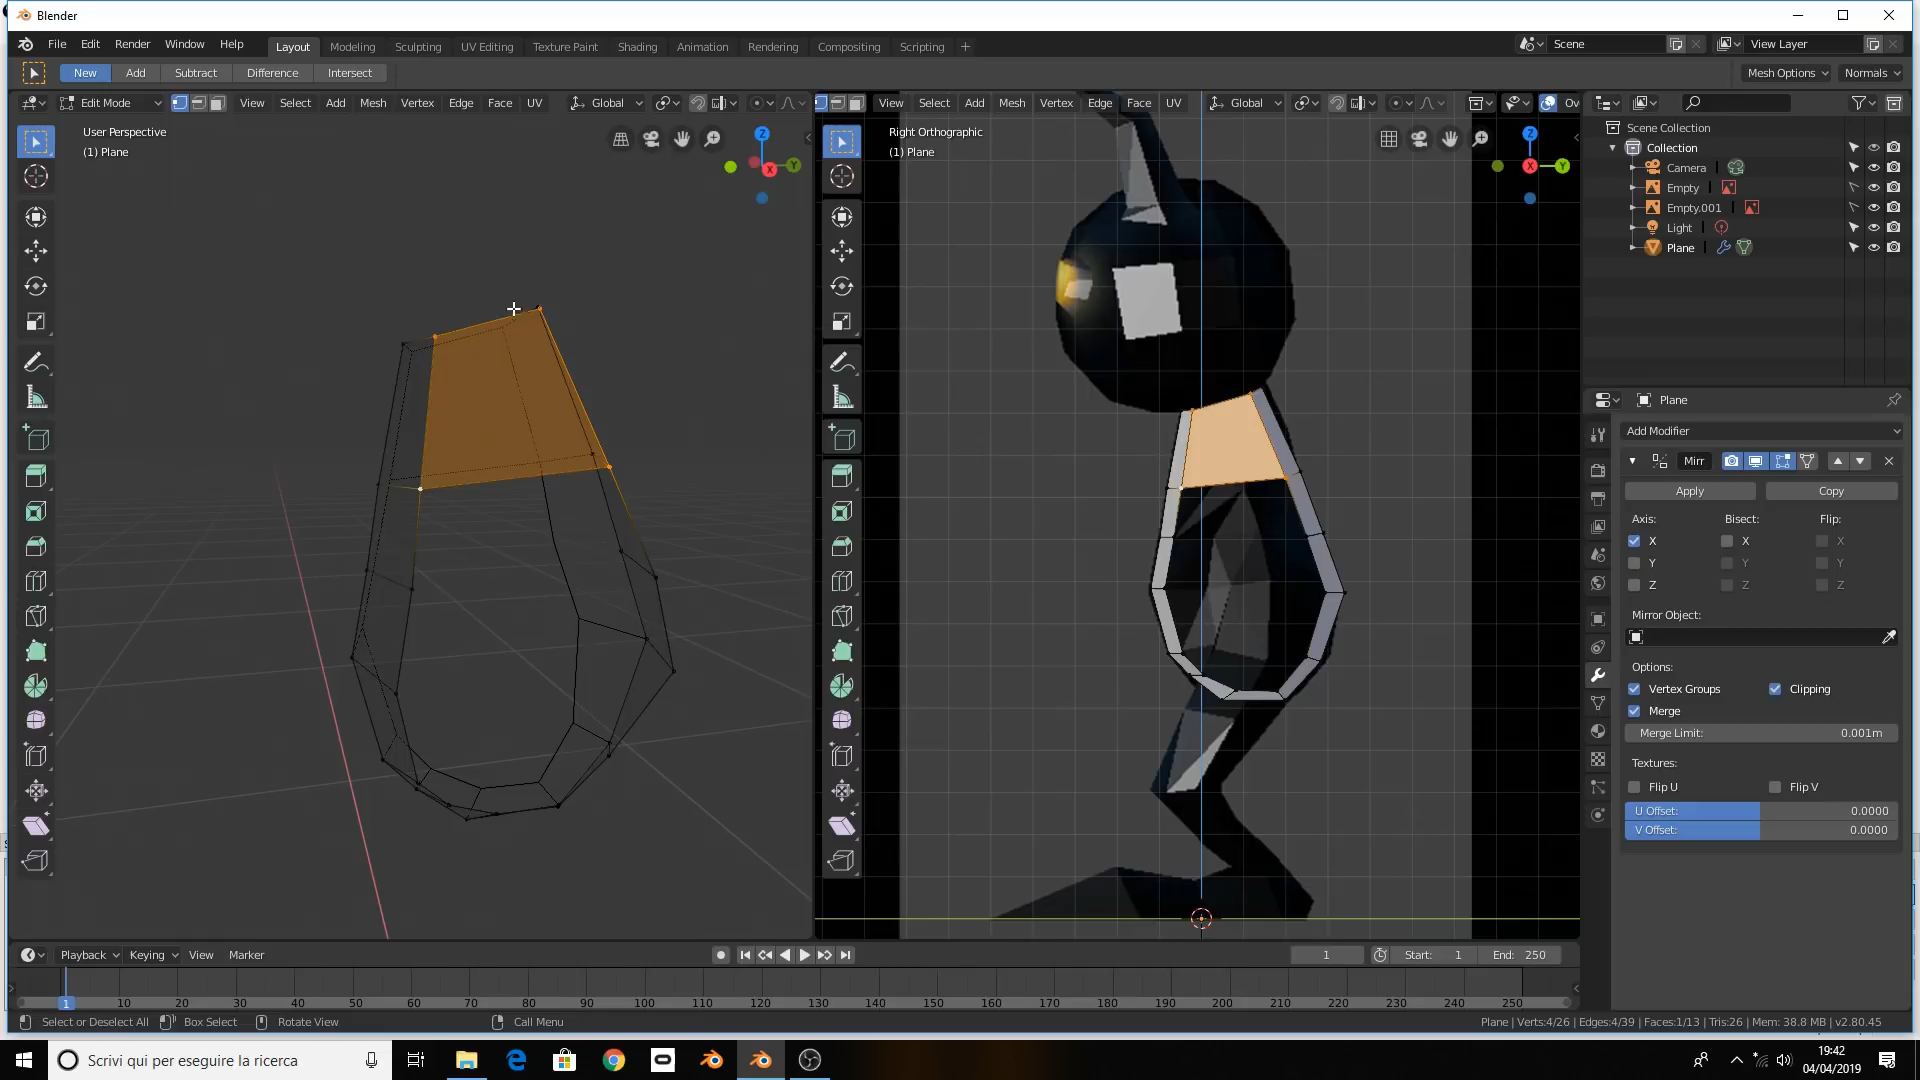 Blender
File Edit Render Window Help Layout Modeling Sculpting UV Editing Texture Paint Shading Animation Rendering Compositing Scripting + Scene View Layer
New Add Subtract Difference Intersect Mesh Options Normals
Edit Mode View Select Add Mesh Vertex Edge Face UV Global
View Select Add Mesh Vertex Edge Face UV Global Ov
User Perspective
(1) Plane
Z
Y
X
Right Orthographic
(1) Plane
Z
X
Y
Scene Collection
Collection
Camera
Empty
Empty.001
Light
Plane
Plane
Add Modifier
Mirr
Apply Copy
Axis: Bisect: Flip:
X X X
Y Y Y
Z Z Z
Mirror Object:
Options:
Vertex Groups Clipping
Merge
Merge Limit: 0.001m
Textures:
Flip U Flip V
U Offset: 0.0000
V Offset: 0.0000
Playback Keying View Marker 1 Start: 1 End: 250
1 10 20 30 40 50 60 70 80 90 100 110 120 130 140 150 160 170 180 190 200 210 220 230 240 250
Select or Deselect All Box Select Rotate View Call Menu Plane | Verts:4/26 | Edges:4/39 | Faces:1/13 | Tris:26 | Mem: 38.8 MB | v2.80.45
Scrivi qui per eseguire la ricerca
19:42
04/04/2019